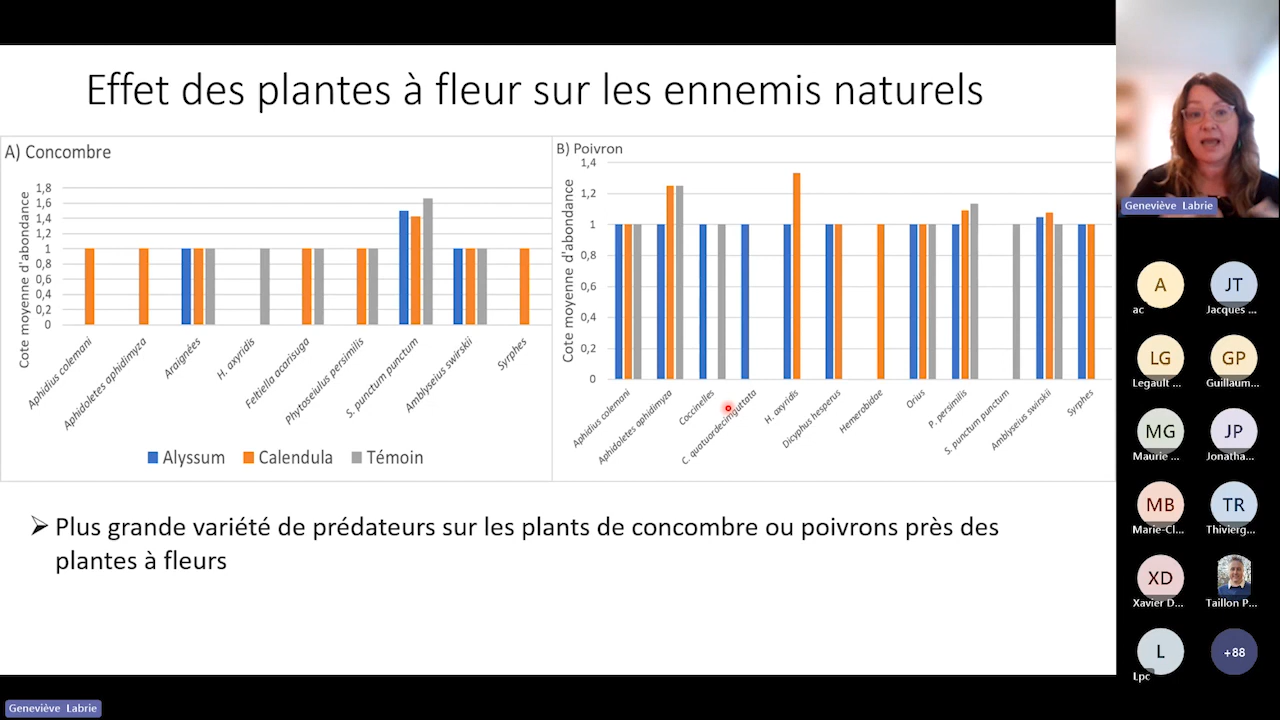 Effet des plantes à fleur sur les ennemis naturels
A) Concombre
Cote moyenne d'abondance
1,8
1,6
1,4
1,2
1
0,8
0,6
0,4
0,2
0
Aphidius colemani
Aphidoletes aphidimyza
Araignées
H. axyridis
Feltiella acarisuga
Phytoseiulus persimilis
S. punctum
Amblyseius swirskii
Syrphes
Alyssum
Calendula
Témoin
B) Poivron
Cote moyenne d'abondance
1,4
1,2
1
0,8
0,6
0,4
0,2
0
Aphidius colemani
Aphidoletes aphidimyza
Coccinelles
C. quatuordecimguttata
H. axyridis
Dicyphus hesperus
Hemerobidae
Orius
P. persimilis
S. punctum punctum
Amblyseius swirskii
Syrphes
➢ Plus grande variété de prédateurs sur les plants de concombre ou poivrons près des
plantes à fleurs
Geneviève Labrie
A
ac
JT
Jacques ...
LG
Legault ...
GP
Guillaum...
MG
Maurie ...
JP
Jonatha...
MB
Marie-Cl...
TR
Thivierg...
XD
Xavier D...
Taillon P...
L
Lpc
+88
Geneviève Labrie